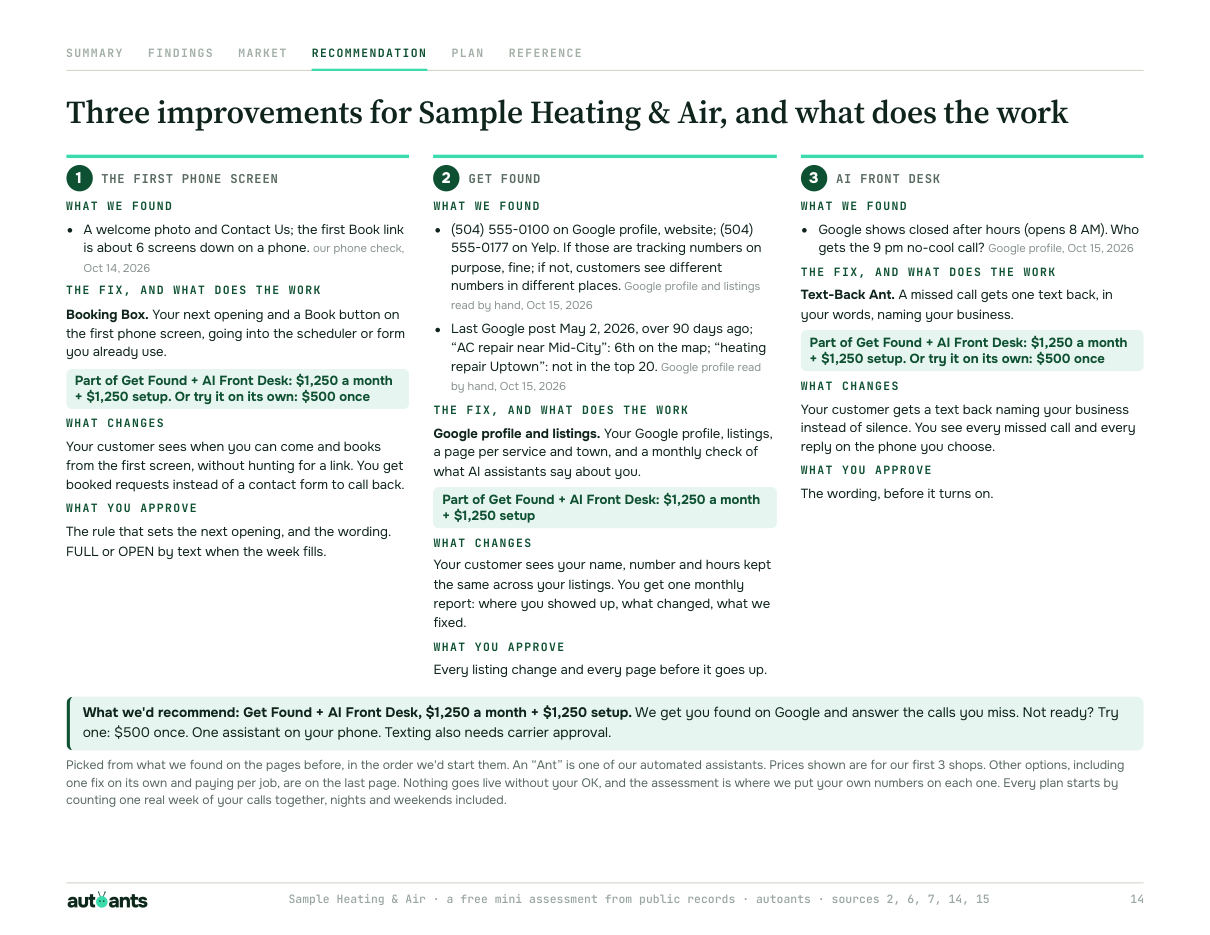 SUMMARY FINDINGS MARKET RECOMMENDATION PLAN REFERENCE
Three improvements for Sample Heating & Air, and what does the work
1 THE FIRST PHONE SCREEN
WHAT WE FOUND
• A welcome photo and Contact Us; the first Book link
is about 6 screens down on a phone. our phone check,
Oct 14, 2026
THE FIX, AND WHAT DOES THE WORK
Booking Box. Your next opening and a Book button on
the first phone screen, going into the scheduler or form
you already use.
Part of Get Found + AI Front Desk: $1,250 a month
+ $1,250 setup. Or try it on its own: $500 once
WHAT CHANGES
Your customer sees when you can come and books
from the first screen, without hunting for a link. You get
booked requests instead of a contact form to call back.
WHAT YOU APPROVE
The rule that sets the next opening, and the wording.
FULL or OPEN by text when the week fills.
2 GET FOUND
WHAT WE FOUND
• (504) 555-0100 on Google profile, website; (504)
555-0177 on Yelp. If those are tracking numbers on
purpose, fine; if not, customers see different
numbers in different places. Google profile and listings
read by hand, Oct 15, 2026
• Last Google post May 2, 2026, over 90 days ago;
“AC repair near Mid-City”: 6th on the map; “heating
repair Uptown”: not in the top 20. Google profile read
by hand, Oct 15, 2026
THE FIX, AND WHAT DOES THE WORK
Google profile and listings. Your Google profile, listings,
a page per service and town, and a monthly check of
what AI assistants say about you.
Part of Get Found + AI Front Desk: $1,250 a month
+ $1,250 setup
WHAT CHANGES
Your customer sees your name, number and hours kept
the same across your listings. You get one monthly
report: where you showed up, what changed, what we
fixed.
WHAT YOU APPROVE
Every listing change and every page before it goes up.
3 AI FRONT DESK
WHAT WE FOUND
• Google shows closed after hours (opens 8 AM). Who
gets the 9 pm no-cool call? Google profile, Oct 15, 2026
THE FIX, AND WHAT DOES THE WORK
Text-Back Ant. A missed call gets one text back, in
your words, naming your business.
Part of Get Found + AI Front Desk: $1,250 a month
+ $1,250 setup. Or try it on its own: $500 once
WHAT CHANGES
Your customer gets a text back naming your business
instead of silence. You see every missed call and every
reply on the phone you choose.
WHAT YOU APPROVE
The wording, before it turns on.
What we'd recommend: Get Found + AI Front Desk, $1,250 a month + $1,250 setup. We get you found on Google and answer the calls you miss. Not ready? Try
one: $500 once. One assistant on your phone. Texting also needs carrier approval.
Picked from what we found on the pages before, in the order we'd start them. An “Ant” is one of our automated assistants. Prices shown are for our first 3 shops. Other options, including
one fix on its own and paying per job, are on the last page. Nothing goes live without your OK, and the assessment is where we put your own numbers on each one. Every plan starts by
counting one real week of your calls together, nights and weekends included.
autoants Sample Heating & Air · a free mini assessment from public records · autoants · sources 2, 6, 7, 14, 15 14